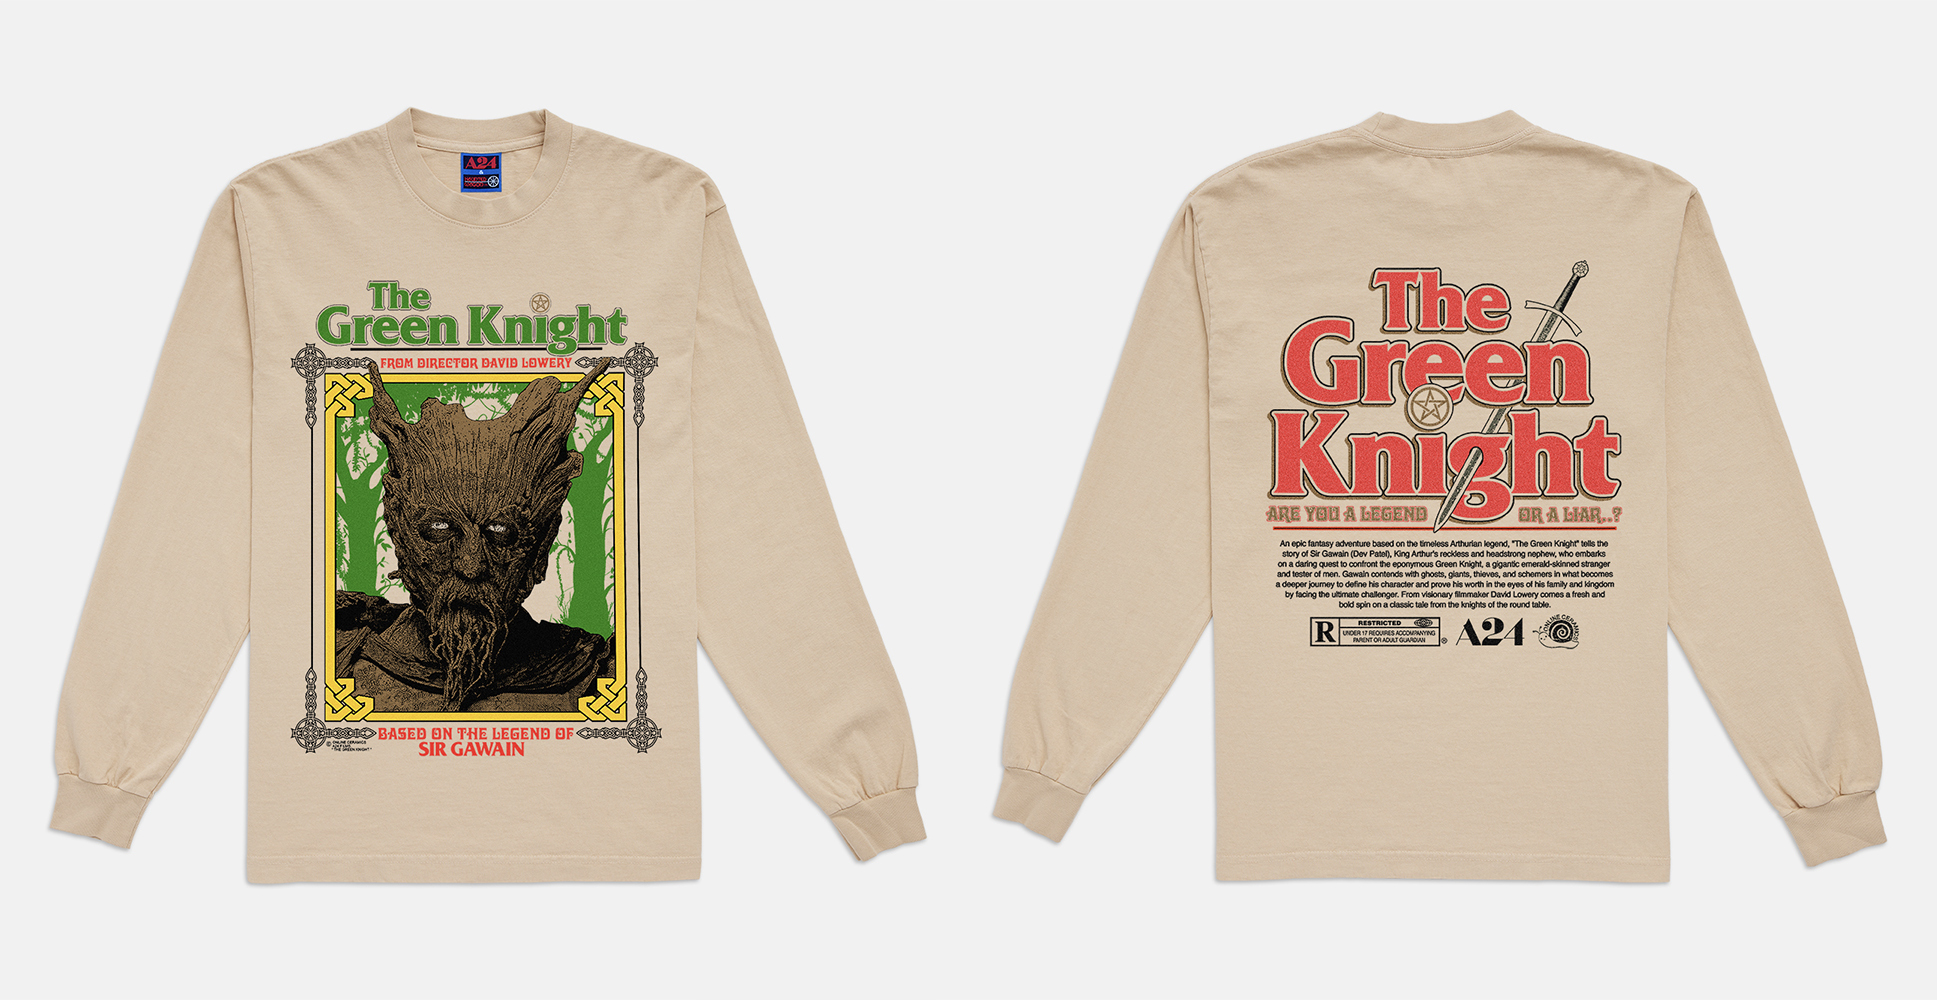 A24
&
The
Green Knight
FROM DIRECTOR DAVID LOWERY
BASED ON THE LEGEND OF
SIR GAWAIN
© ONLINE CERAMICS
"THE GREEN KNIGHT."
The
Green
Knight
ARE YOU A LEGEND OR A LIAR..?
An epic fantasy adventure based on the timeless Arthurian legend, "The Green Knight" tells the
story of Sir Gawain (Dev Patel), King Arthur's reckless and headstrong nephew, who embarks
on a daring quest to confront the eponymous Green Knight, a gigantic emerald-skinned stranger
and tester of men. Gawain contends with ghosts, giants, thieves, and schemers in what becomes
a deeper journey to define his character and prove his worth in the eyes of his family and kingdom
by facing the ultimate challenger. From visionary filmmaker David Lowery comes a fresh and
bold spin on a classic tale from the knights of the round table.
R RESTRICTED
UNDER 17 REQUIRES ACCOMPANYING
PARENT OR ADULT GUARDIAN ®
A24
ONLINE CERAMICS